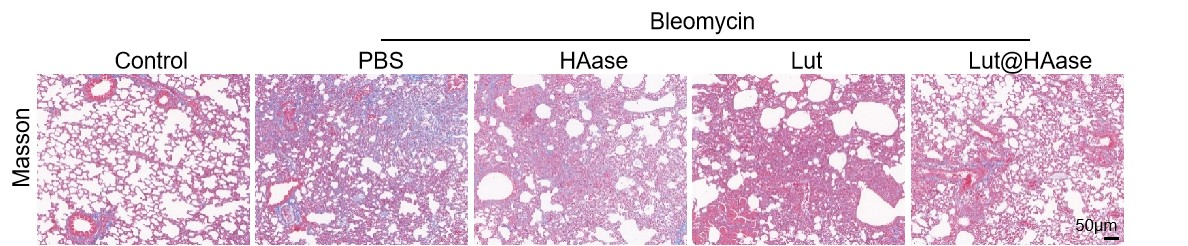 Bleomycin
Control PBS HAase Lut Lut@HAase
Masson
50μm